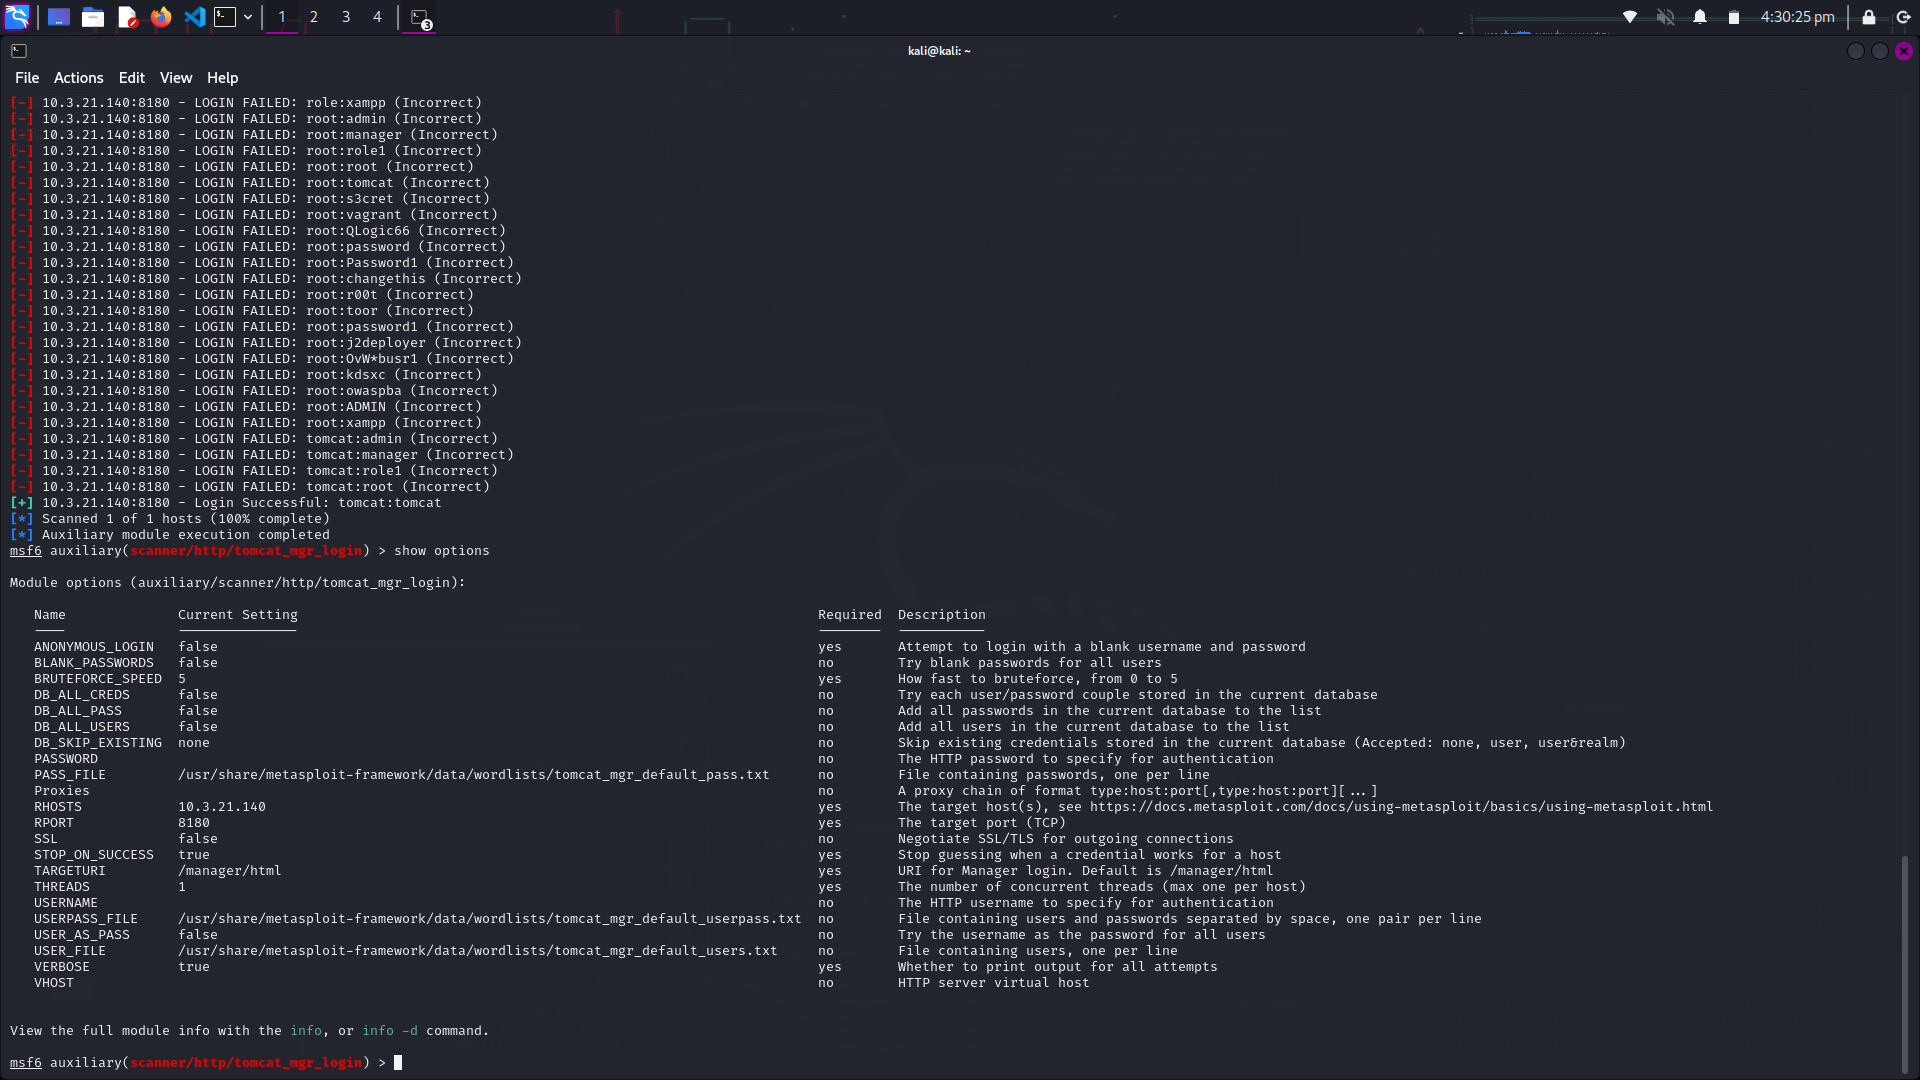 1 2 3 4 3 4:30:25 pm
kali@kali: ~
File Actions Edit View Help
[-] 10.3.21.140:8180 - LOGIN FAILED: role:xampp (Incorrect)
[-] 10.3.21.140:8180 - LOGIN FAILED: root:admin (Incorrect)
[-] 10.3.21.140:8180 - LOGIN FAILED: root:manager (Incorrect)
[-] 10.3.21.140:8180 - LOGIN FAILED: root:role1 (Incorrect)
[-] 10.3.21.140:8180 - LOGIN FAILED: root:root (Incorrect)
[-] 10.3.21.140:8180 - LOGIN FAILED: root:tomcat (Incorrect)
[-] 10.3.21.140:8180 - LOGIN FAILED: root:s3cret (Incorrect)
[-] 10.3.21.140:8180 - LOGIN FAILED: root:vagrant (Incorrect)
[-] 10.3.21.140:8180 - LOGIN FAILED: root:QLogic66 (Incorrect)
[-] 10.3.21.140:8180 - LOGIN FAILED: root:password (Incorrect)
[-] 10.3.21.140:8180 - LOGIN FAILED: root:Password1 (Incorrect)
[-] 10.3.21.140:8180 - LOGIN FAILED: root:changethis (Incorrect)
[-] 10.3.21.140:8180 - LOGIN FAILED: root:r00t (Incorrect)
[-] 10.3.21.140:8180 - LOGIN FAILED: root:toor (Incorrect)
[-] 10.3.21.140:8180 - LOGIN FAILED: root:password1 (Incorrect)
[-] 10.3.21.140:8180 - LOGIN FAILED: root:j2deployer (Incorrect)
[-] 10.3.21.140:8180 - LOGIN FAILED: root:OvW*busr1 (Incorrect)
[-] 10.3.21.140:8180 - LOGIN FAILED: root:kdsxc (Incorrect)
[-] 10.3.21.140:8180 - LOGIN FAILED: root:owaspba (Incorrect)
[-] 10.3.21.140:8180 - LOGIN FAILED: root:ADMIN (Incorrect)
[-] 10.3.21.140:8180 - LOGIN FAILED: root:xampp (Incorrect)
[-] 10.3.21.140:8180 - LOGIN FAILED: tomcat:admin (Incorrect)
[-] 10.3.21.140:8180 - LOGIN FAILED: tomcat:manager (Incorrect)
[-] 10.3.21.140:8180 - LOGIN FAILED: tomcat:role1 (Incorrect)
[-] 10.3.21.140:8180 - LOGIN FAILED: tomcat:root (Incorrect)
[+] 10.3.21.140:8180 - Login Successful: tomcat:tomcat
[*] Scanned 1 of 1 hosts (100% complete)
[*] Auxiliary module execution completed
msf6 auxiliary(scanner/http/tomcat_mgr_login) > show options
Module options (auxiliary/scanner/http/tomcat_mgr_login):
Name Current Setting Required Description
ANONYMOUS_LOGIN false yes Attempt to login with a blank username and password
BLANK_PASSWORDS false no Try blank passwords for all users
BRUTEFORCE_SPEED 5 yes How fast to bruteforce, from 0 to 5
DB_ALL_CREDS false no Try each user/password couple stored in the current database
DB_ALL_PASS false no Add all passwords in the current database to the list
DB_ALL_USERS false no Add all users in the current database to the list
DB_SKIP_EXISTING none no Skip existing credentials stored in the current database (Accepted: none, user, user&realm)
PASSWORD no The HTTP password to specify for authentication
PASS_FILE /usr/share/metasploit-framework/data/wordlists/tomcat_mgr_default_pass.txt no File containing passwords, one per line
Proxies no A proxy chain of format type:host:port[,type:host:port][...]
RHOSTS 10.3.21.140 yes The target host(s), see https://docs.metasploit.com/docs/using-metasploit/basics/using-metasploit.html
RPORT 8180 yes The target port (TCP)
SSL false no Negotiate SSL/TLS for outgoing connections
STOP_ON_SUCCESS true yes Stop guessing when a credential works for a host
TARGETURI /manager/html yes URI for Manager login. Default is /manager/html
THREADS 1 yes The number of concurrent threads (max one per host)
USERNAME no The HTTP username to specify for authentication
USERPASS_FILE /usr/share/metasploit-framework/data/wordlists/tomcat_mgr_default_userpass.txt no File containing users and passwords separated by space, one pair per line
USER_AS_PASS false no Try the username as the password for all users
USER_FILE /usr/share/metasploit-framework/data/wordlists/tomcat_mgr_default_users.txt no File containing users, one per line
VERBOSE true yes Whether to print output for all attempts
VHOST no HTTP server virtual host
View the full module info with the info, or info -d command.
msf6 auxiliary(scanner/http/tomcat_mgr_login) >